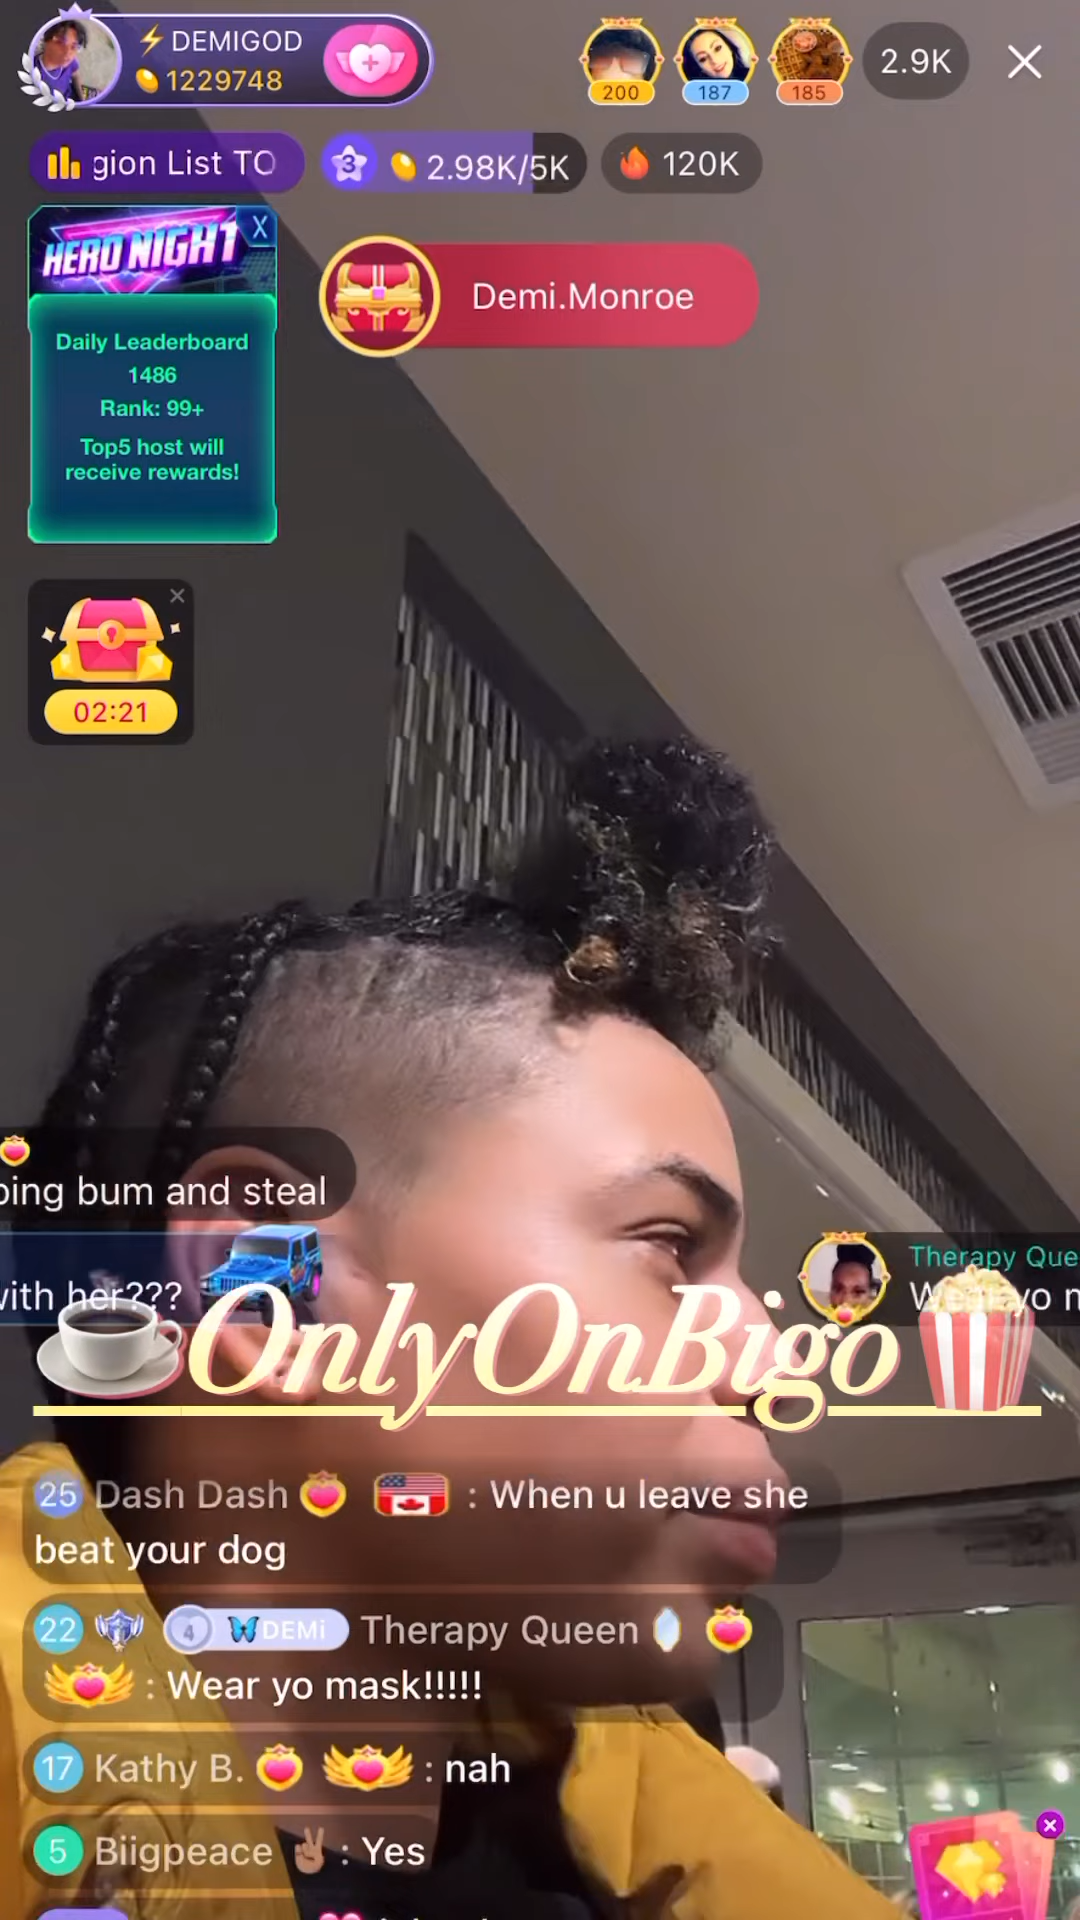 DEMIGOD
1229748
200
187
185
2.9K
gion List TO
3
2.98K/5K
120K
HERO NIGHT
X
Daily Leaderboard
1486
Rank: 99+
Top5 host will
receive rewards!
Demi.Monroe
02:21
bing bum and steal
with her???
Therapy Que
OnlyOnBigo
25 Dash Dash : When u leave she
beat your dog
22 4 DEMi Therapy Queen
: Wear yo mask!!!!!
17 Kathy B. : nah
5 Biigpeace : Yes